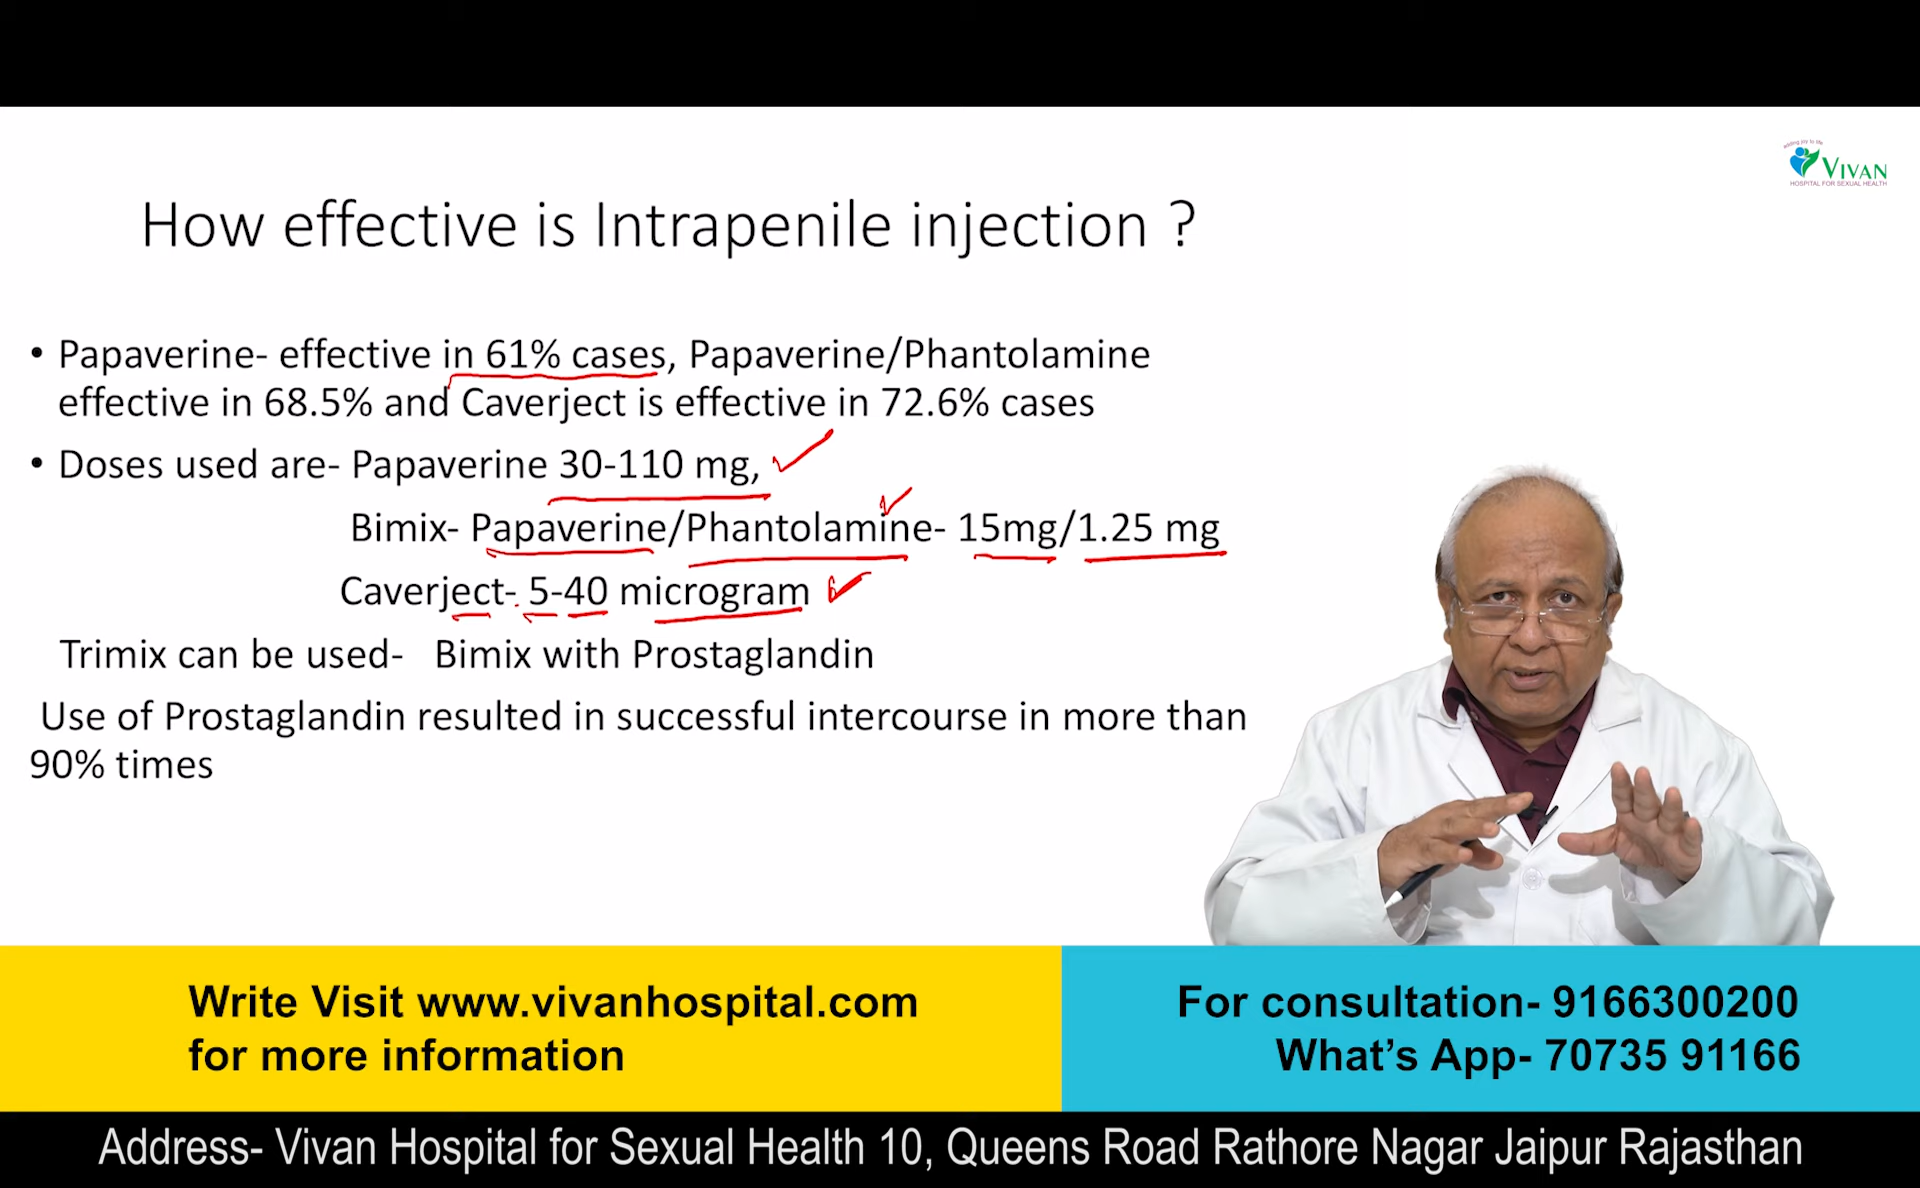 adding joy to life
VIVAN
HOSPITAL FOR SEXUAL HEALTH
How effective is Intrapenile injection ?
• Papaverine- effective in 61% cases, Papaverine/Phantolamine
effective in 68.5% and Caverject is effective in 72.6% cases
• Doses used are- Papaverine 30-110 mg,
Bimix- Papaverine/Phantolamine- 15mg/1.25 mg
Caverject- 5-40 microgram
Trimix can be used- Bimix with Prostaglandin
Use of Prostaglandin resulted in successful intercourse in more than
90% times
Write Visit www.vivanhospital.com
for more information
For consultation- 9166300200
What's App- 70735 91166
Address- Vivan Hospital for Sexual Health 10, Queens Road Rathore Nagar Jaipur Rajasthan